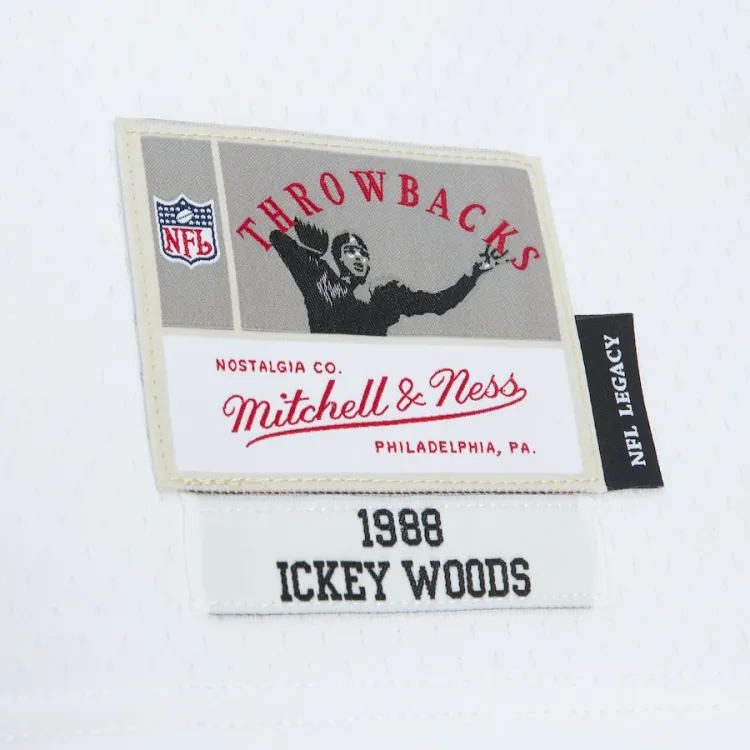 THROWBACKS
NFL
NOSTALGIA CO.
Mitchell & Ness
PHILADELPHIA, PA.
NFL LEGACY
1988
ICKEY WOODS